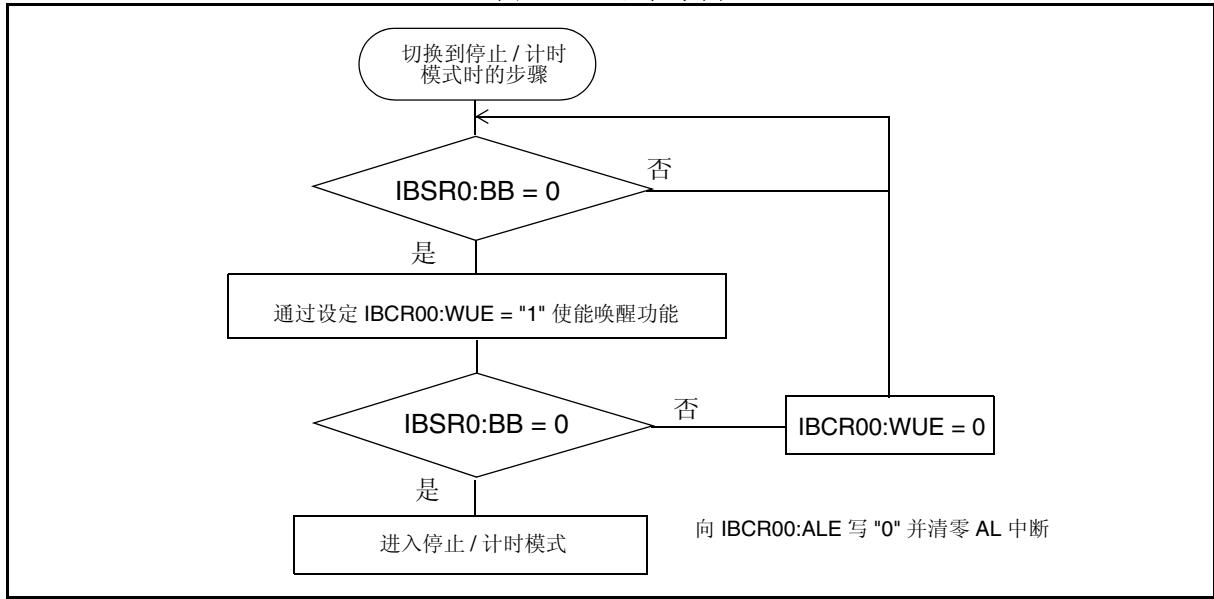 切换到停止 / 计时
模式时的步骤
IBSR0:BB = 0
否
是
通过设定 IBCR00:WUE = "1" 使能唤醒功能
IBSR0:BB = 0
否
IBCR00:WUE = 0
是
进入停止 / 计时模式
向 IBCR00:ALE 写 "0" 并清零 AL 中断